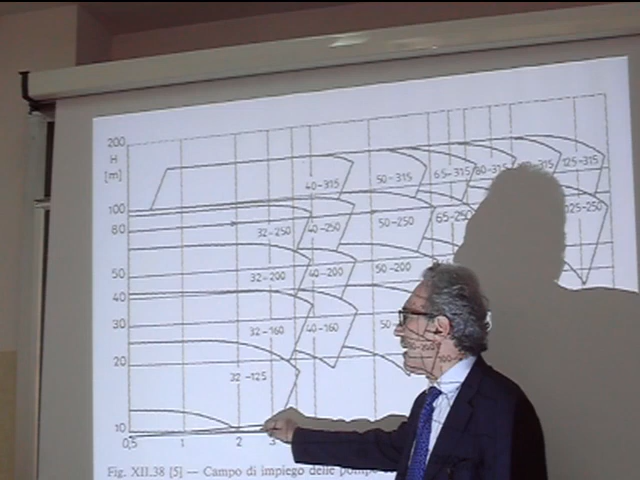 200
H
[m]
40-315 50-315 65-315 80-315 125-315
100
80
32-250 40-250 50-250 65-250 125-250
50
32-200 40-200 50-200
40
30
32-160 40-160 50
20
32-125
10
0,5 1 2 3
Fig. XII.38 [5] — Campo di impiego delle pompe